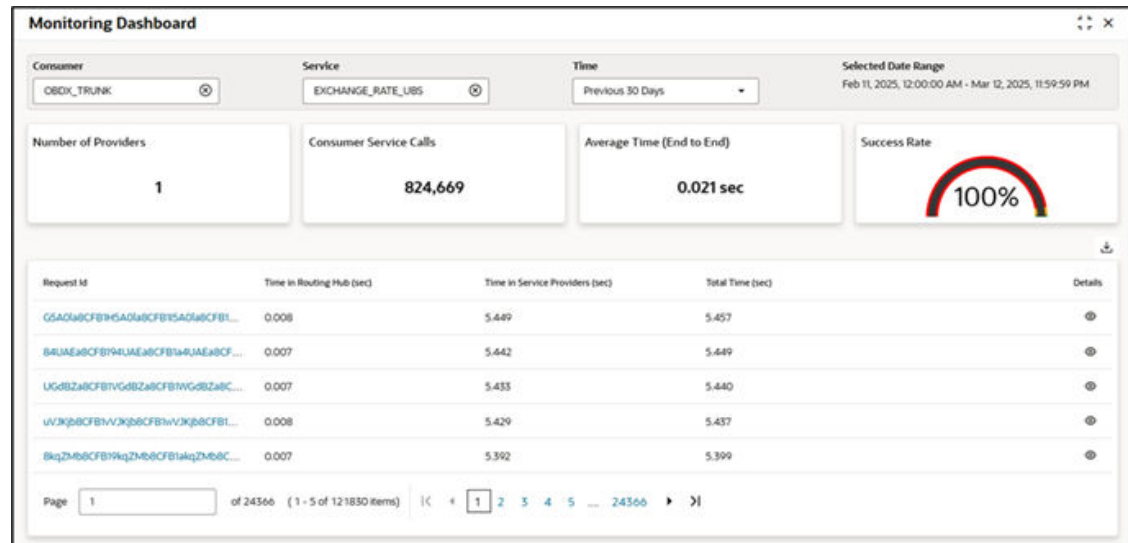 Monitoring Dashboard
Consumer Service Time Selected Date Range
OBDX_TRUNK EXCHANGE_RATE_UBS Previous 30 Days Feb 11, 2025, 12:00:00 AM - Mar 12, 2025, 11:59:59 PM
Number of Providers Consumer Service Calls Average Time (End to End) Success Rate
1 824,669 0.021 sec 100%
Request Id Time in Routing Hub (sec) Time in Service Providers (sec) Total Time (sec) Details
0.008 5.449 5.457
0.007 5.442 5.449
0.007 5.433 5.440
0.008 5.429 5.437
0.007 5.392 5.399
Page 1 of 24366 (1 - 5 of 121830 items) 1 2 3 4 5 ... 24366